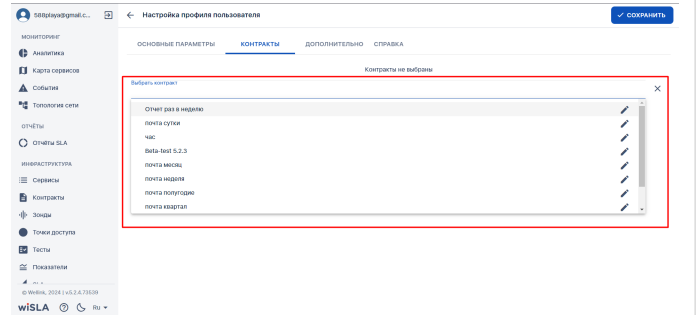 588playa@gmail.c...
Настройка профиля пользователя
СОХРАНИТЬ
МОНИТОРИНГ
Аналитика
Карта сервисов
События
Топология сети
ОТЧЁТЫ
Отчёты SLA
ИНФРАСТРУКТУРА
Сервисы
Контракты
Зонды
Точки доступа
Тесты
Показатели
© Wellink, 2024 | v.5.2.4.73539
wiSLA
Ru
ОСНОВНЫЕ ПАРАМЕТРЫ КОНТРАКТЫ ДОПОЛНИТЕЛЬНО СПРАВКА
Контракты не выбраны
Выбрать контракт
Отчет раз в неделю
почта сутки
час
Beta-test 5.2.3
почта месяц
почта неделя
почта полугодие
почта квартал